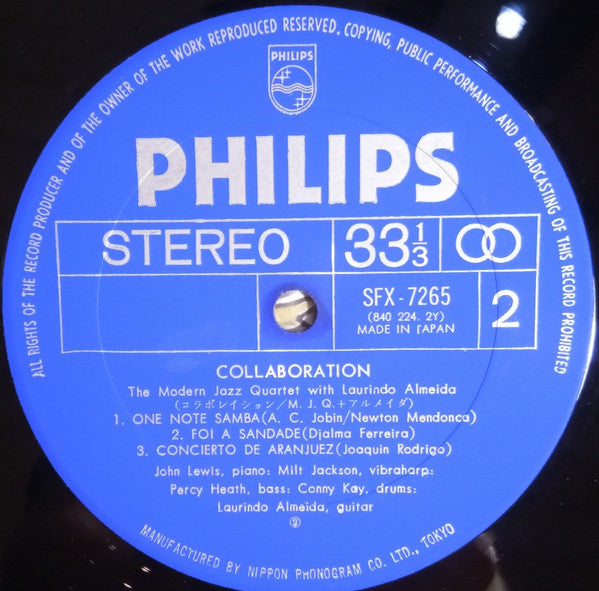 ALL RIGHTS OF THE RECORD PRODUCER AND OF THE OWNER OF THE WORK REPRODUCED RESERVED. COPYING, PUBLIC PERFORMANCE AND BROADCASTING OF THIS RECORD PROHIBITED
PHILIPS
PHILIPS
STEREO
33 1/3
SFX-7265
(840 224. 2Y)
MADE IN JAPAN
2
COLLABORATION
The Modern Jazz Quartet with Laurindo Almeida
(コラボレイション/M. J. Q. + アルメイダ)
1. ONE NOTE SAMBA(A. C. Jobin/Newton Mendonca)
2. FOI A SANDADE(Djalma Ferreira)
3. CONCIERTO DE ARANJUEZ(Joaquin Rodrigo)
John Lewis, piano: Milt Jackson, vibraharp:
Percy Heath, bass: Conny Kay, drums:
Laurindo Almeida, guitar
MANUFACTURED BY NIPPON PHONOGRAM CO. LTD., TOKYO